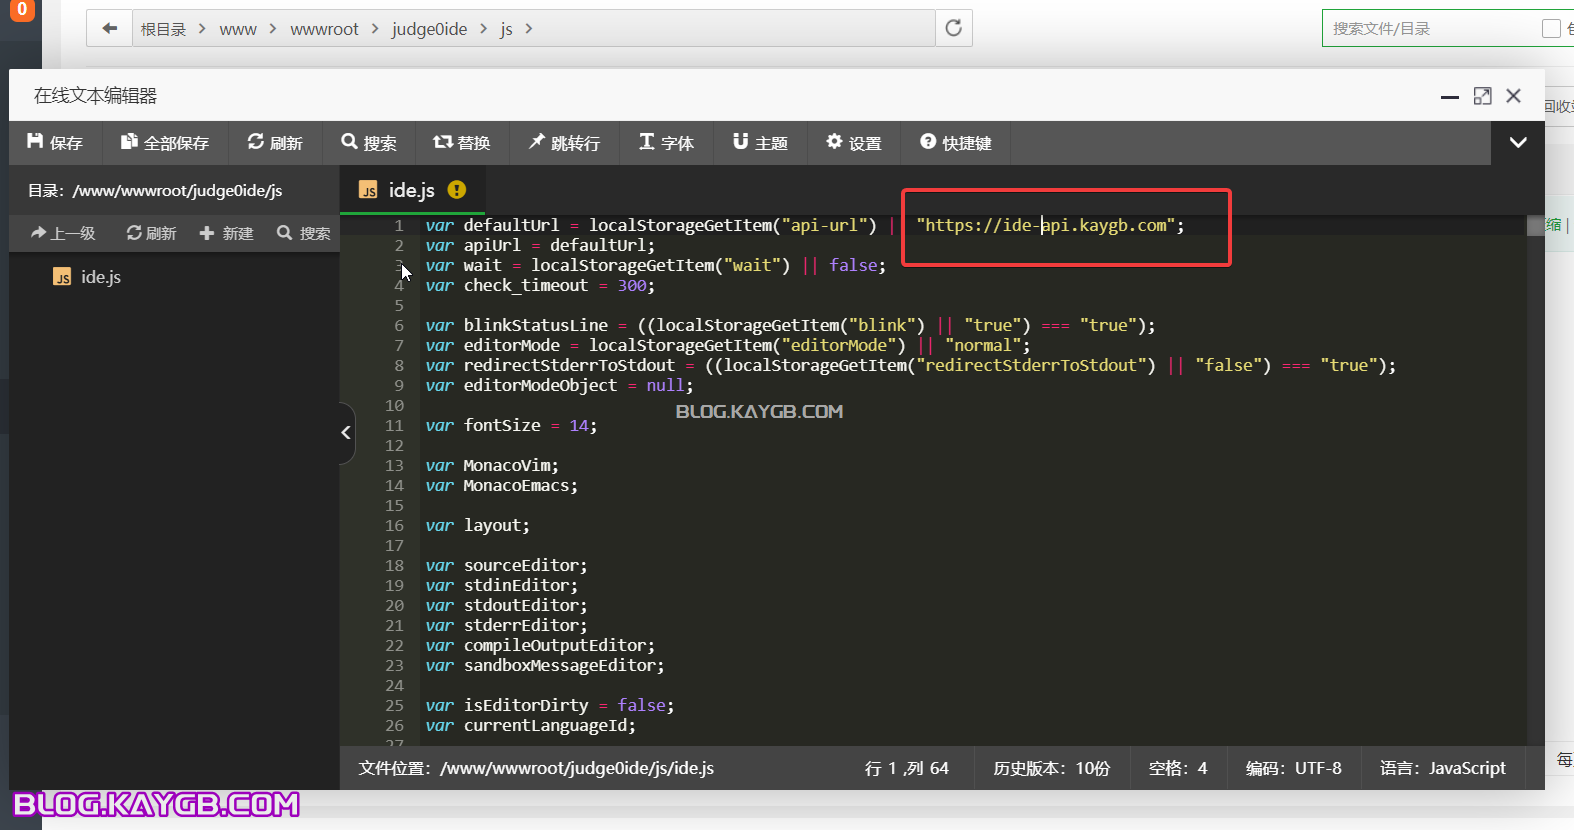 0
根目录 > www > wwwroot > judge0ide > js >
搜索文件/目录
在线文本编辑器
回收
保存 全部保存 刷新 搜索 替换 跳转行 字体 主题 设置 快捷键
目录：/www/wwwroot/judge0ide/js
JS ide.js
上一级 刷新 新建 搜索
JS ide.js
缩 |
1 var defaultUrl = localStorageGetItem("api-url") | "https://ide-api.kaygb.com";
2 var apiUrl = defaultUrl;
3 var wait = localStorageGetItem("wait") || false;
4 var check_timeout = 300;
5
6 var blinkStatusLine = ((localStorageGetItem("blink") || "true") === "true");
7 var editorMode = localStorageGetItem("editorMode") || "normal";
8 var redirectStderrToStdout = ((localStorageGetItem("redirectStderrToStdout") || "false") === "true");
9 var editorModeObject = null;
10
BLOG.KAYGB.COM
11 var fontSize = 14;
12
13 var MonacoVim;
14 var MonacoEmacs;
15
16 var layout;
17
18 var sourceEditor;
19 var stdinEditor;
20 var stdoutEditor;
21 var stderrEditor;
22 var compileOutputEditor;
23 var sandboxMessageEditor;
24
25 var isEditorDirty = false;
26 var currentLanguageId;
27
文件位置：/www/wwwroot/judge0ide/js/ide.js 行 1 ,列 64 历史版本：10份 空格：4 编码：UTF-8 语言：JavaScript
每
BLOG.KAYGB.COM